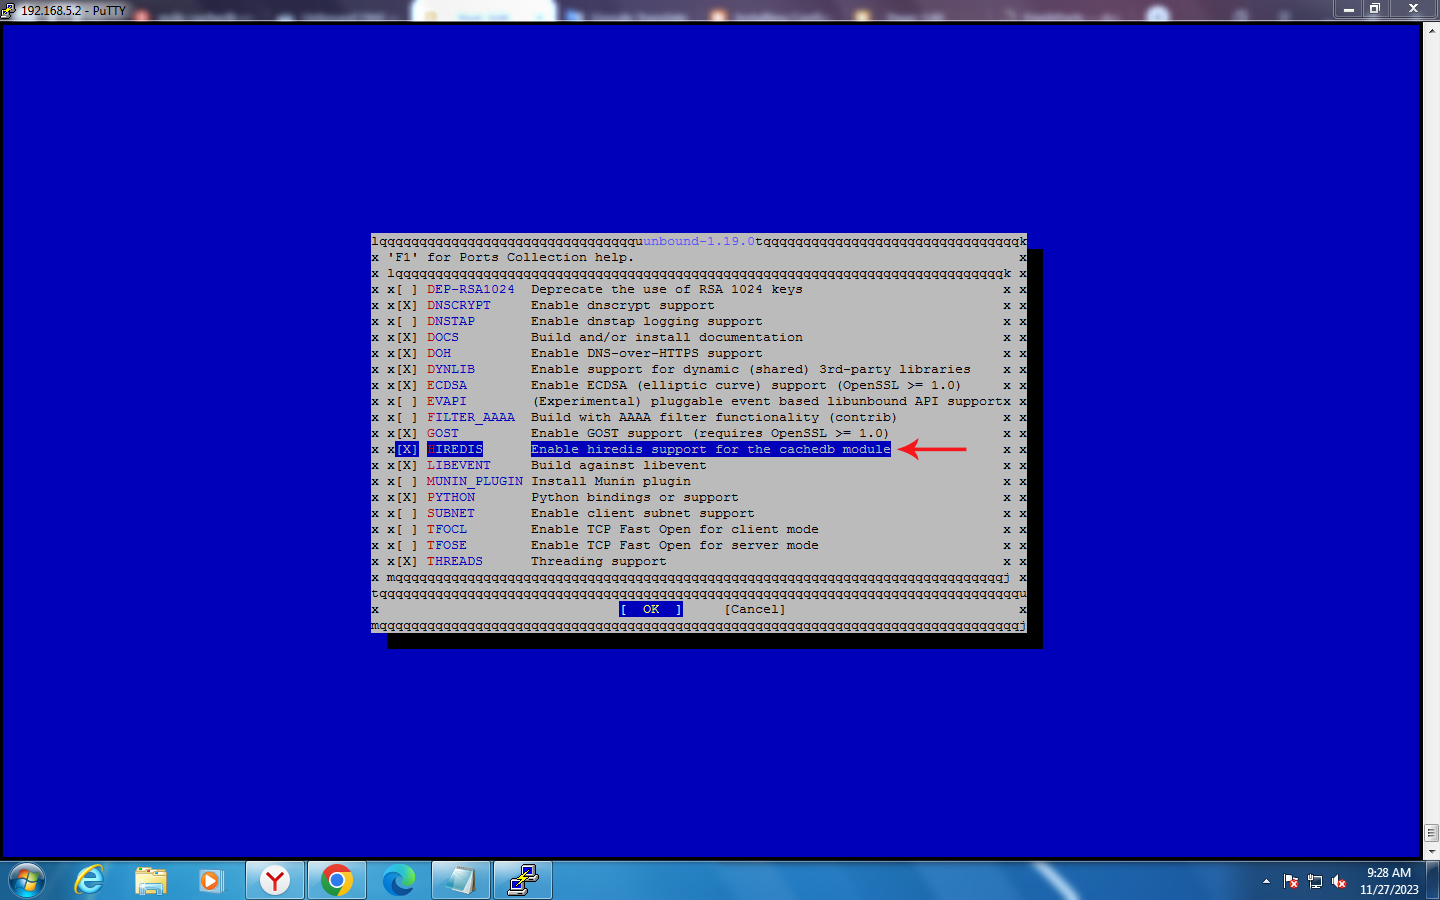 192.168.5.2 - PuTTY
lqqqqqqqqqqqqqqqqqqqqqqqqqqqqqqqquunbound-1.19.0tqqqqqqqqqqqqqqqqqqqqqqqqqqqqqqqqk
x 'F1' for Ports Collection help. x
x lqqqqqqqqqqqqqqqqqqqqqqqqqqqqqqqqqqqqqqqqqqqqqqqqqqqqqqqqqqqqqqqqqqqqqqqqqqqqk x
x x[ ] DEP-RSA1024 Deprecate the use of RSA 1024 keys x x
x x[X] DNSCRYPT Enable dnscrypt support x x
x x[ ] DNSTAP Enable dnstap logging support x x
x x[X] DOCS Build and/or install documentation x x
x x[X] DOH Enable DNS-over-HTTPS support x x
x x[X] DYNLIB Enable support for dynamic (shared) 3rd-party libraries x x
x x[X] ECDSA Enable ECDSA (elliptic curve) support (OpenSSL >= 1.0) x x
x x[ ] EVAPI (Experimental) pluggable event based libunbound API supportx x
x x[ ] FILTER_AAAA Build with AAAA filter functionality (contrib) x x
x x[X] GOST Enable GOST support (requires OpenSSL >= 1.0) x x
x x[X] HIREDIS Enable hiredis support for the cachedb module x x
x x[X] LIBEVENT Build against libevent x x
x x[ ] MUNIN_PLUGIN Install Munin plugin x x
x x[X] PYTHON Python bindings or support x x
x x[ ] SUBNET Enable client subnet support x x
x x[ ] TFOCL Enable TCP Fast Open for client mode x x
x x[ ] TFOSE Enable TCP Fast Open for server mode x x
x x[X] THREADS Threading support x x
x mqqqqqqqqqqqqqqqqqqqqqqqqqqqqqqqqqqqqqqqqqqqqqqqqqqqqqqqqqqqqqqqqqqqqqqqqqqqqj x
tqqqqqqqqqqqqqqqqqqqqqqqqqqqqqqqqqqqqqqqqqqqqqqqqqqqqqqqqqqqqqqqqqqqqqqqqqqqqqqqqu
x [ OK ] [Cancel] x
mqqqqqqqqqqqqqqqqqqqqqqqqqqqqqqqqqqqqqqqqqqqqqqqqqqqqqqqqqqqqqqqqqqqqqqqqqqqqqqqqj
9:28 AM
11/27/2023